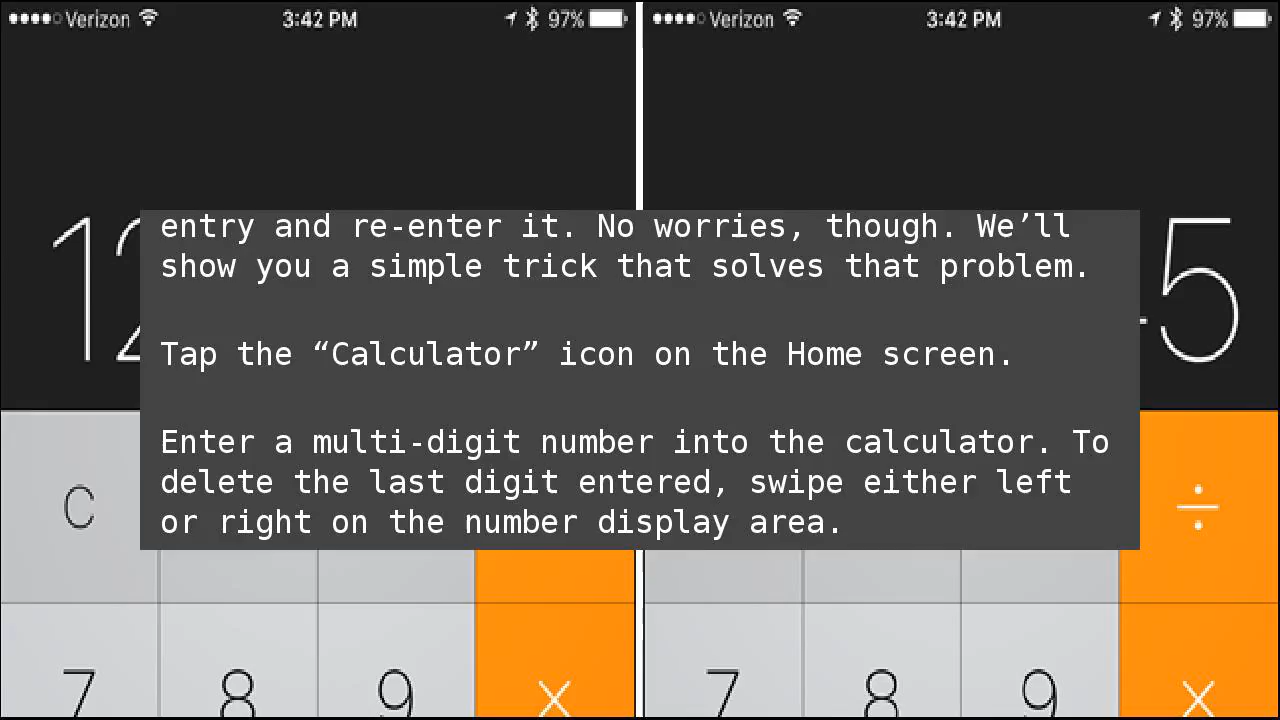 Verizon 3:42 PM 97% Verizon 3:42 PM 97%
12 5
entry and re-enter it. No worries, though. We’ll
show you a simple trick that solves that problem.
Tap the “Calculator” icon on the Home screen.
Enter a multi-digit number into the calculator. To
delete the last digit entered, swipe either left
or right on the number display area.
C ÷
7 8 9 × 7 8 9 ×